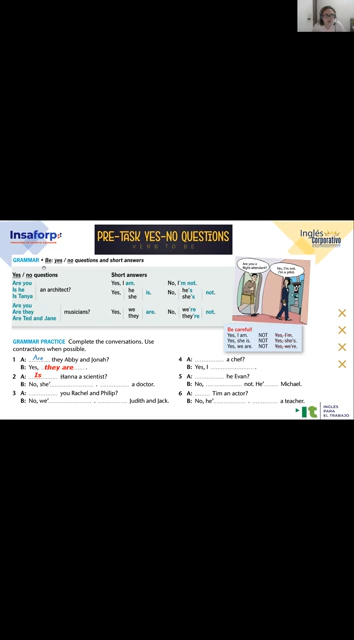 Insaforp
PRE-TASK YES-NO QUESTIONS
VERB TO BE
Inglés
Corporativo
GRAMMAR • Be: yes / no questions and short answers
Yes / no questions
Short answers
Are you
Is he
Is Tanya
an architect?
Yes, I am.
No, I'm not.
Yes, he is.
she
No, he's not.
she's
Are you
Are they
Are Ted and Jane
musicians?
Yes, we are.
they
No, we're not.
they're
Are you a flight attendant?
No, I'm not. I'm a pilot.
Be careful!
Yes, I am. NOT Yes, I'm.
Yes, she is. NOT Yes, she's.
Yes, we are. NOT Yes, we're.
GRAMMAR PRACTICE Complete the conversations. Use
contractions when possible.
1 A: Are they Abby and Jonah?
B: Yes, they are.
2 A: Is Hanna a scientist?
B: No, she' ........ . ........ a doctor.
3 A: ........ you Rachel and Philip?
B: No, we' ........ . ........ Judith and Jack.
4 A: ........ a chef?
B: Yes, I ........ .
5 A: ........ he Evan?
B: No, ........ not. He' ........ Michael.
6 A: ........ Tim an actor?
B: No, he' ........ . ........ a teacher.
INGLÉS
PARA
EL TRABAJO